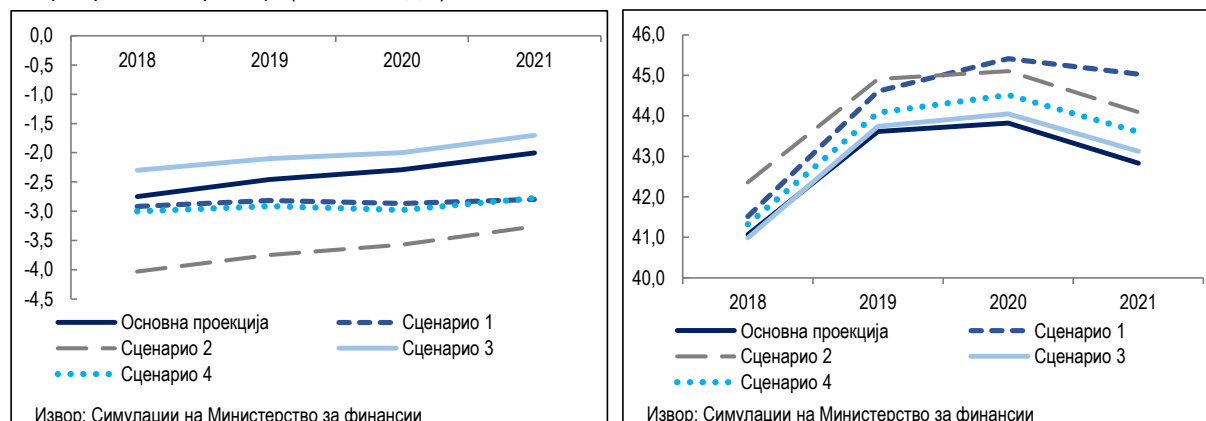 0,0
-0,5
-1,0
-1,5
-2,0
-2,5
-3,0
-3,5
-4,0
-4,5
2018 2019 2020 2021
Основна проекција Сценарио 1
Сценарио 2 Сценарио 3
Сценарио 4
Извор: Симулации на Министерство за финансии
46,0
45,0
44,0
43,0
42,0
41,0
40,0
2018 2019 2020 2021
Основна проекција Сценарио 1
Сценарио 2 Сценарио 3
Сценарио 4
Извор: Симулации на Министерство за финансии